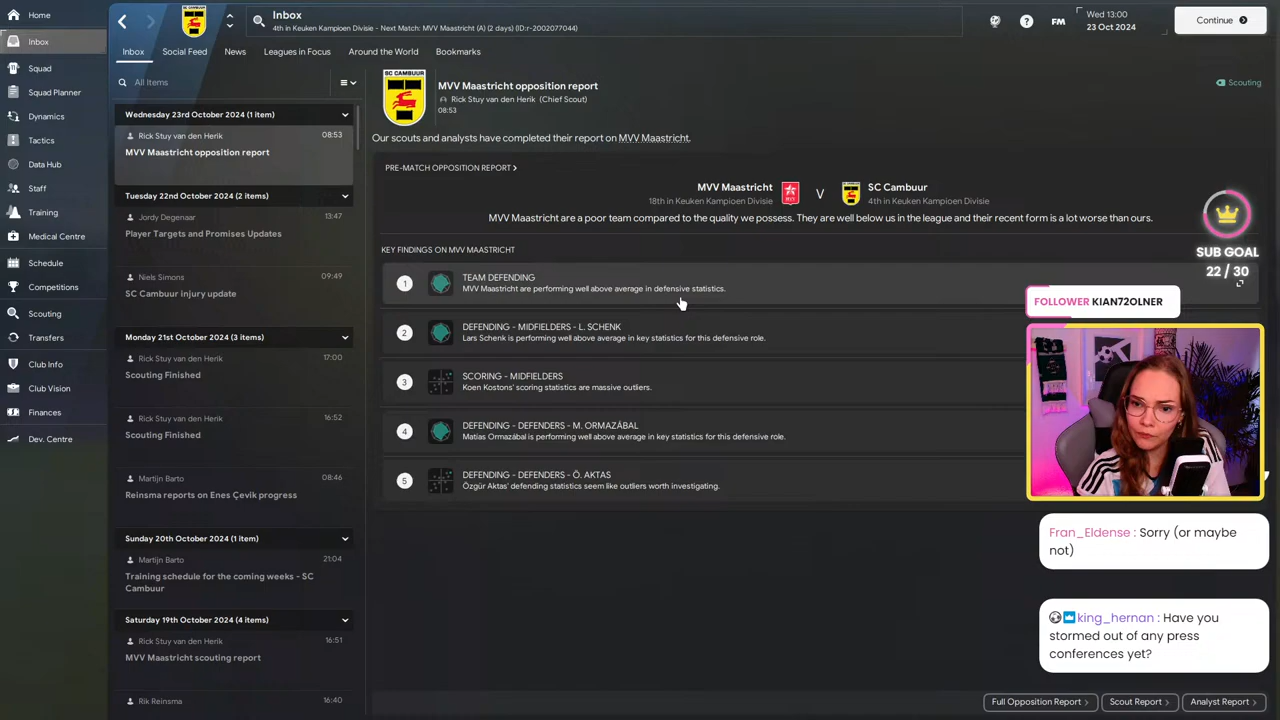 Home
Inbox
Squad
Squad Planner
Dynamics
Tactics
Data Hub
Staff
Training
Medical Centre
Schedule
Competitions
Scouting
Transfers
Club Info
Club Vision
Finances
Dev. Centre
Inbox
4th in Keuken Kampioen Divisie - Next Match: MVV Maastricht (A) (2 days) (ID:r-2002077044)
FM
Wed 13:00
23 Oct 2024
Continue
Inbox
Social Feed
News
Leagues in Focus
Around the World
Bookmarks
All Items
Wednesday 23rd October 2024 (1 item)
Rick Stuy van den Herik 08:53
MVV Maastricht opposition report
Tuesday 22nd October 2024 (2 items)
Jordy Degenaar 13:47
Player Targets and Promises Updates
Niels Simons 09:49
SC Cambuur injury update
Monday 21st October 2024 (3 items)
Rick Stuy van den Herik 17:00
Scouting Finished
Rick Stuy van den Herik 16:52
Scouting Finished
Martijn Barto 08:46
Reinsma reports on Enes Çevik progress
Sunday 20th October 2024 (1 item)
Martijn Barto 21:04
Training schedule for the coming weeks - SC
Cambuur
Saturday 19th October 2024 (4 items)
Rick Stuy van den Herik 16:51
MVV Maastricht scouting report
Rik Reinsma 16:40
SC CAMBUUR
MVV Maastricht opposition report
Rick Stuy van den Herik (Chief Scout)
08:53
Scouting
Our scouts and analysts have completed their report on MVV Maastricht.
PRE-MATCH OPPOSITION REPORT
MVV Maastricht
18th in Keuken Kampioen Divisie
V
SC Cambuur
4th in Keuken Kampioen Divisie
MVV Maastricht are a poor team compared to the quality we possess. They are well below us in the league and their recent form is a lot worse than ours.
KEY FINDINGS ON MVV MAASTRICHT
1
TEAM DEFENDING
MVV Maastricht are performing well above average in defensive statistics.
2
DEFENDING - MIDFIELDERS - L. SCHENK
Lars Schenk is performing well above average in key statistics for this defensive role.
3
SCORING - MIDFIELDERS
Koen Kostons' scoring statistics are massive outliers.
4
DEFENDING - DEFENDERS - M. ORMAZÁBAL
Matías Ormazábal is performing well above average in key statistics for this defensive role.
5
DEFENDING - DEFENDERS - Ö. AKTAS
Özgür Aktas' defending statistics seem like outliers worth investigating.
SUB GOAL
22 / 30
FOLLOWER KIAN72OLNER
Fran_Eldense : Sorry (or maybe
not)
king_hernan : Have you
stormed out of any press
conferences yet?
Full Opposition Report
Scout Report
Analyst Report